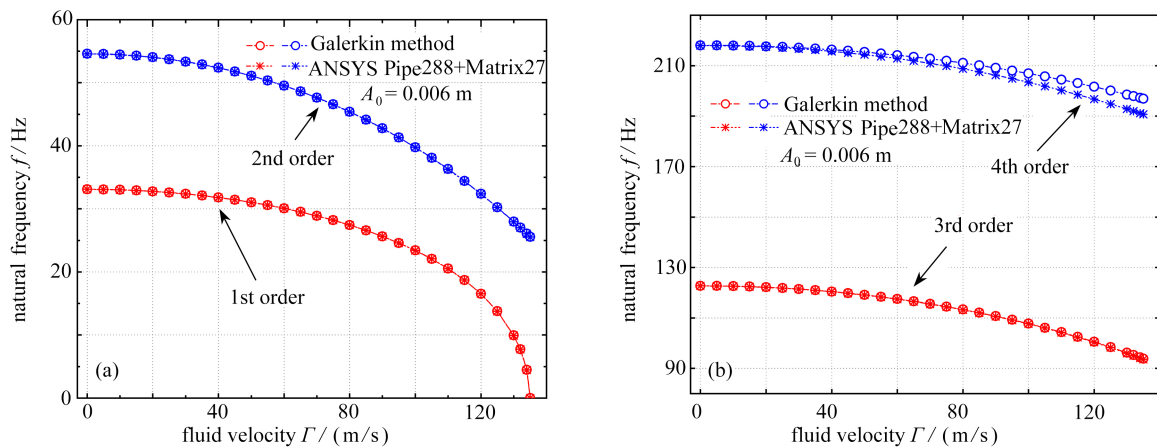 60
40
20
0
natural frequency f / Hz
Galerkin method
ANSYS Pipe288+Matrix27
A0 = 0.006 m
2nd order
1st order
(a)
0 40 80 120
fluid velocity Γ / (m/s)
210
170
130
90
natural frequency f / Hz
Galerkin method
ANSYS Pipe288+Matrix27
A0 = 0.006 m
4th order
3rd order
(b)
0 40 80 120
fluid velocity Γ / (m/s)